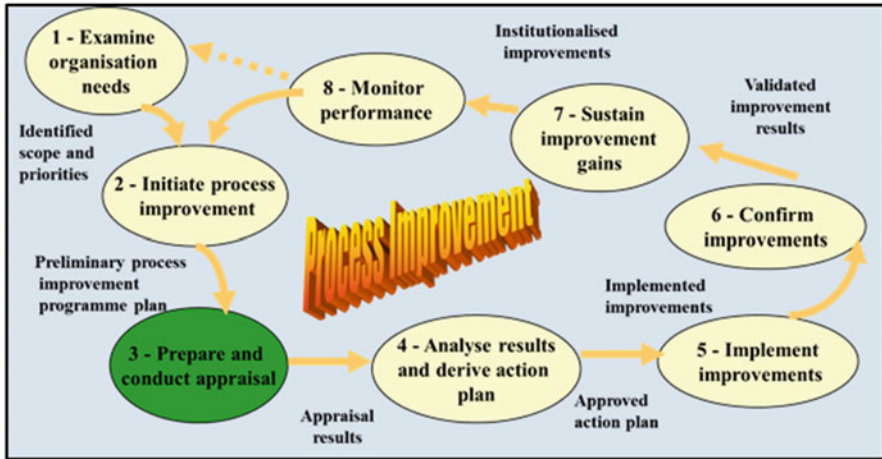 1 - Examine
organisation
needs
Identified
scope and
priorities
2 - Initiate process
improvement
Preliminary process
improvement
programme plan
3 - Prepare and
conduct appraisal
Appraisal
results
4 - Analyse results
and derive action
plan
Approved
action plan
5 - Implement
improvements
Implemented
improvements
6 - Confirm
improvements
Validated
improvement
results
7 - Sustain
improvement
gains
Institutionalised
improvements
8 - Monitor
performance
Process Improvement